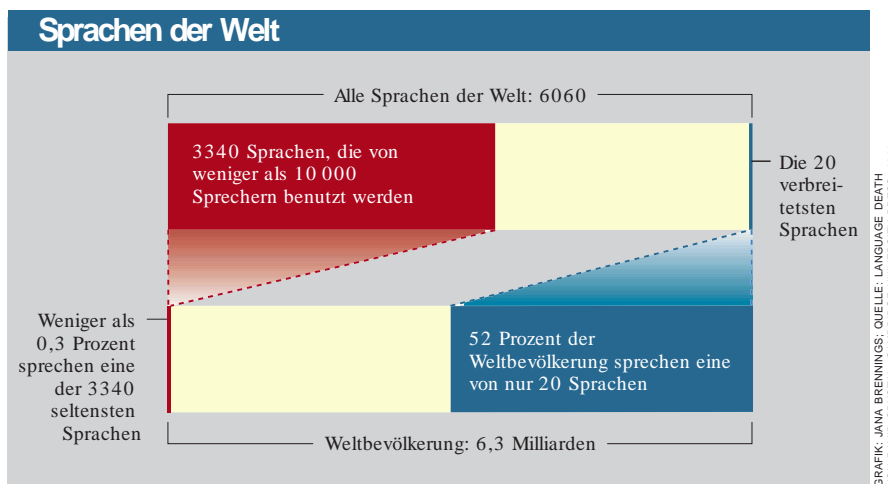 Sprachen der Welt
Alle Sprachen der Welt: 6060
3340 Sprachen, die von
weniger als 10 000
Sprechern benutzt werden
Die 20
verbrei-
tetsten
Sprachen
Weniger als
0,3 Prozent
sprechen eine
der 3340
seltensten
Sprachen
52 Prozent der
Weltbevölkerung sprechen eine
von nur 20 Sprachen
Weltbevölkerung: 6,3 Milliarden
GRAFIK: JANA BRENNINGS; QUELLE: LANGUAGE DEATH